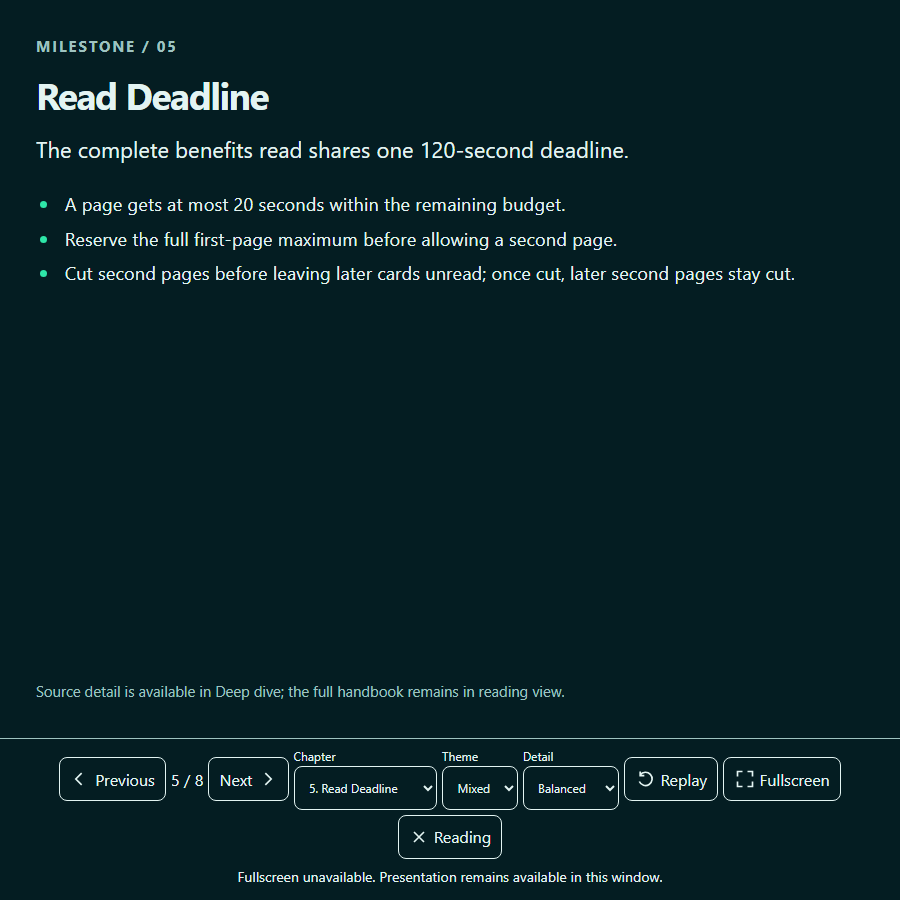 MILESTONE / 05
Read Deadline
The complete benefits read shares one 120-second deadline.
A page gets at most 20 seconds within the remaining budget.
Reserve the full first-page maximum before allowing a second page.
Cut second pages before leaving later cards unread; once cut, later second pages stay cut.
Source detail is available in Deep dive; the full handbook remains in reading view.
Chapter Theme Detail
Previous 5 / 8 Next 5. Read Deadline Mixed Balanced Replay Fullscreen
Reading
Fullscreen unavailable. Presentation remains available in this window.